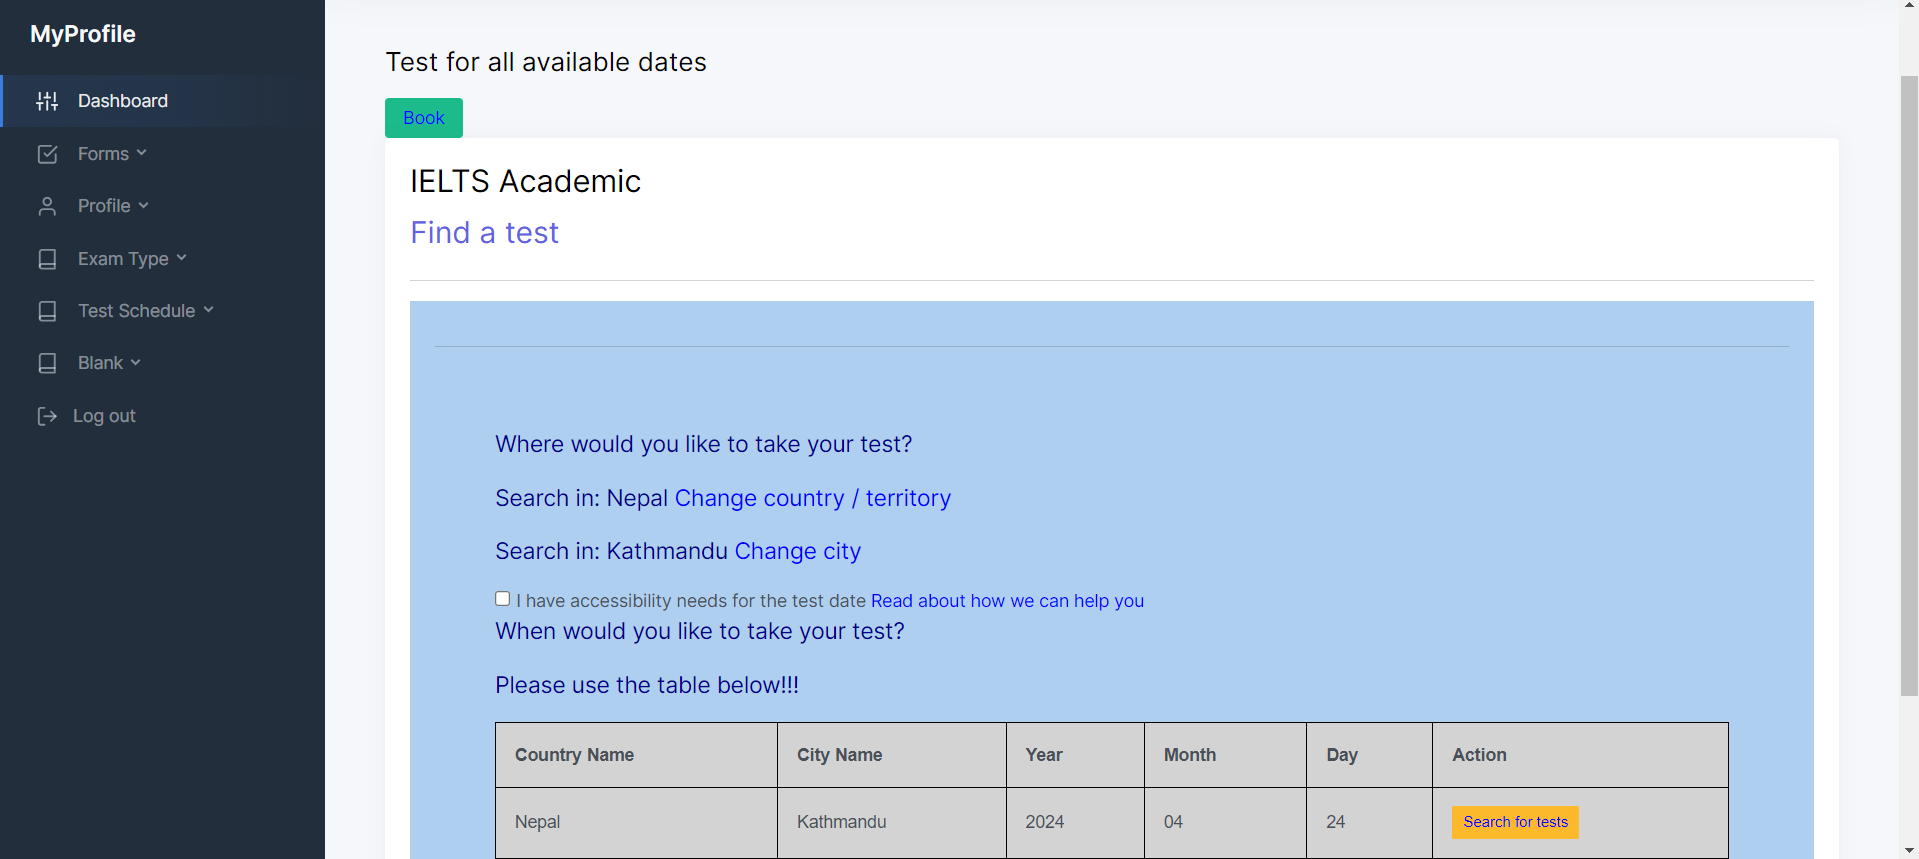 MyProfile
Dashboard
Forms
Profile
Exam Type
Test Schedule
Blank
Log out
Test for all available dates
Book
IELTS Academic
Find a test
Where would you like to take your test?
Search in: Nepal Change country / territory
Search in: Kathmandu Change city
I have accessibility needs for the test date Read about how we can help you
When would you like to take your test?
Please use the table below!!!
Country Name City Name Year Month Day Action
Nepal Kathmandu 2024 04 24 Search for tests